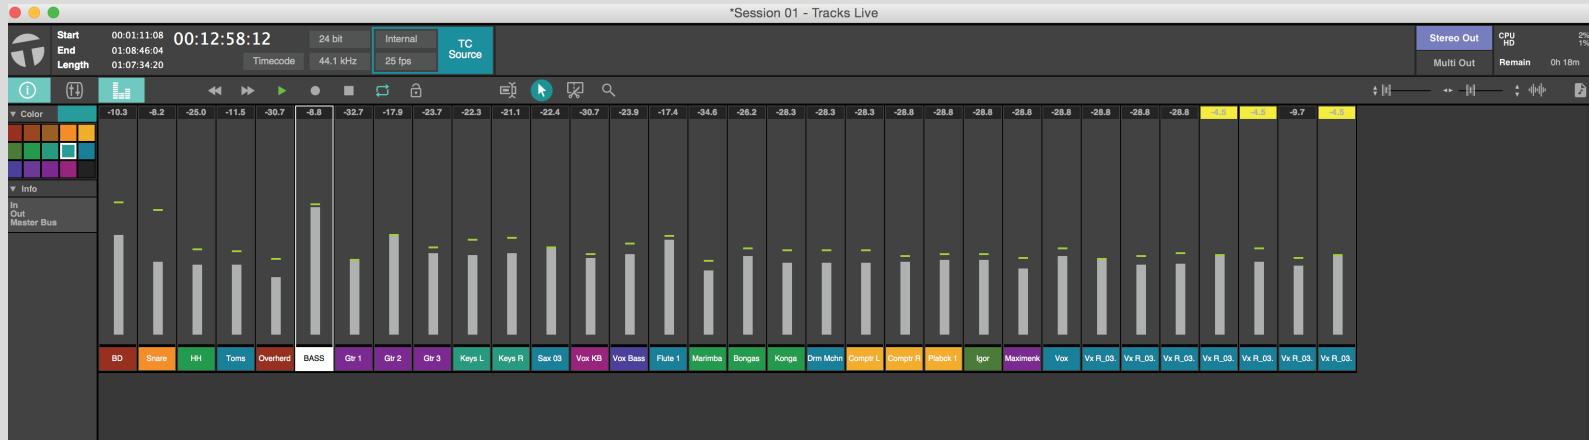 *Session 01 - Tracks Live
Start 00:01:11:08
End 01:08:46:04
Length 01:07:34:20
00:12:58:12
Timecode
24 bit
44.1 kHz
Internal
25 fps
TC
Source
Stereo Out
Multi Out
CPU 2%
HD 1%
Remain 0h 18m
Color
-10.3 -8.2 -25.0 -11.5 -30.7 -8.8 -32.7 -17.9 -23.7 -22.3 -21.1 -22.4 -30.7 -23.9 -17.4 -34.6 -26.2 -28.3 -28.3 -28.3 -28.8 -28.8 -28.8 -28.8 -28.8 -28.8 -28.8 -28.8 -4.5 -4.5 -9.7 -4.5
Info
In
Out
Master Bus
BD Snare HH Toms Overherd BASS Gtr 1 Gtr 2 Gtr 3 Keys L Keys R Sax 03 Vox KB Vox Bass Flute 1 Marimba Bongas Konga Drm Mchn Comptr L Comptr R Plabck 1 Igor Maximenk Vox Vx R_03. Vx R_03. Vx R_03. Vx R_03. Vx R_03. Vx R_03. Vx R_03.